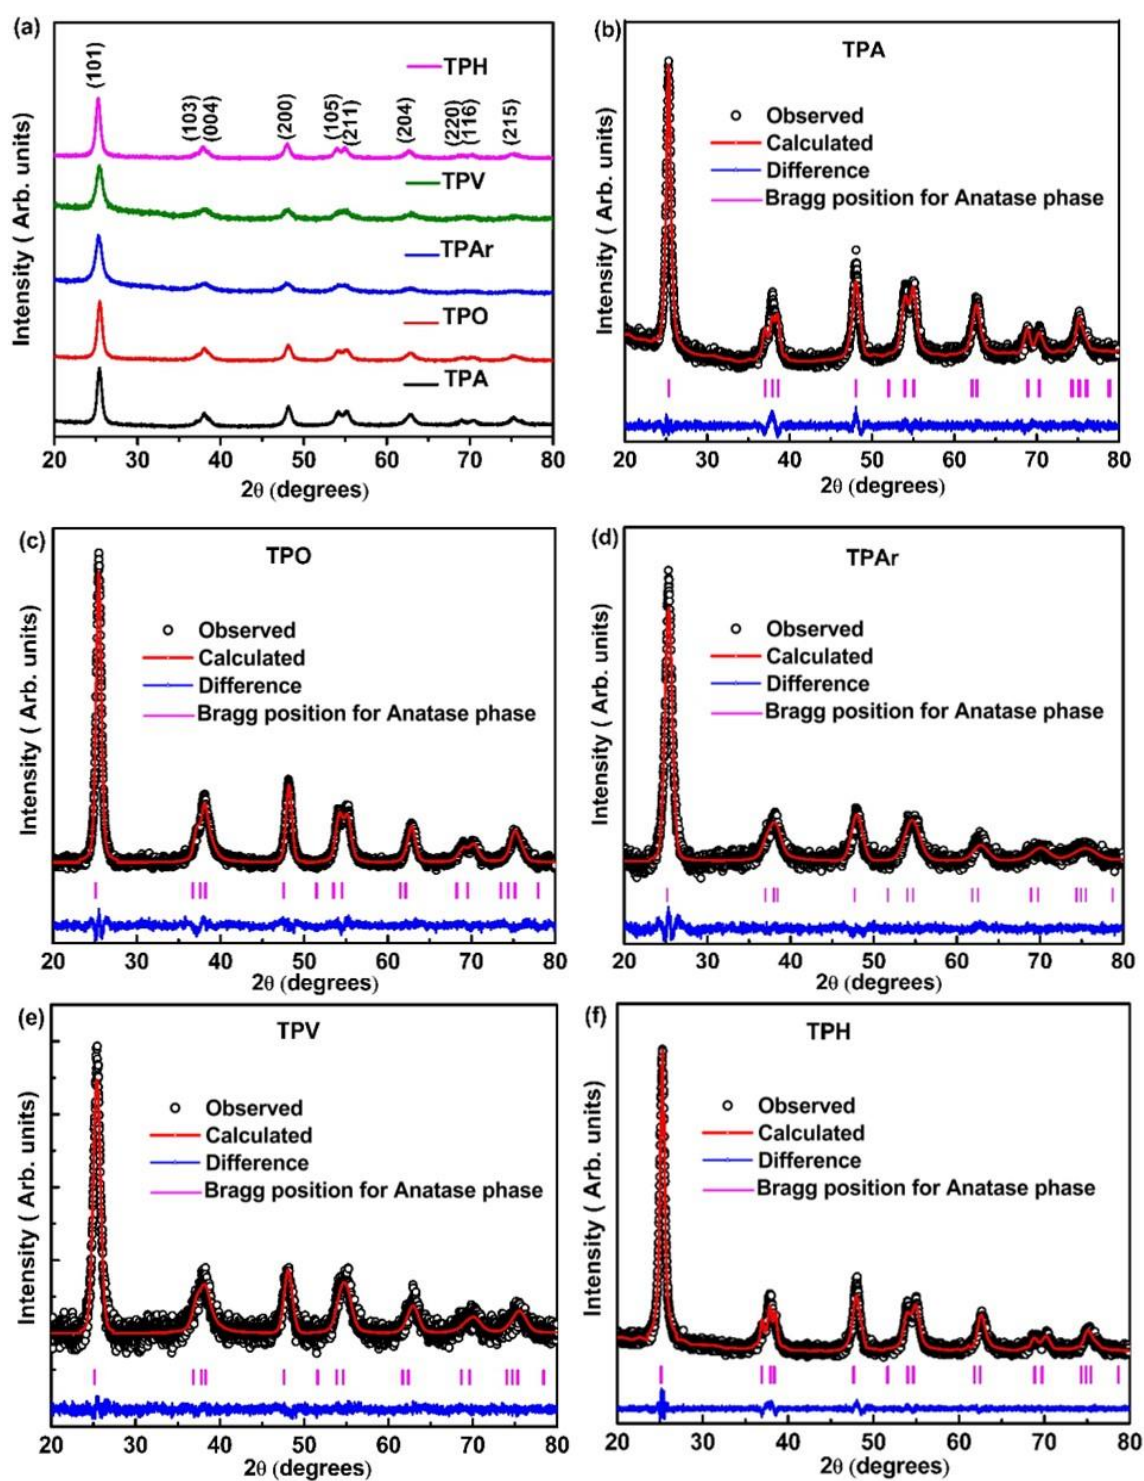 (a)
(101)
(103)
(004)
(200)
(105)
(211)
(204)
(220)
(116)
(215)
TPH
TPV
TPAr
TPO
TPA
Intensity ( Arb. units)
20 30 40 50 60 70 80
2θ (degrees)
(b)
TPA
Observed
Calculated
Difference
Bragg position for Anatase phase
Intensity ( Arb. units)
20 30 40 50 60 70 80
2θ (degrees)
(c)
TPO
Observed
Calculated
Difference
Bragg position for Anatase phase
Intensity ( Arb. units)
20 30 40 50 60 70 80
2θ (degrees)
(d)
TPAr
Observed
Calculated
Difference
Bragg position for Anatase phase
Intensity ( Arb. units)
20 30 40 50 60 70 80
2θ (degrees)
(e)
TPV
Observed
Calculated
Difference
Bragg position for Anatase phase
Intensity ( Arb. units)
20 30 40 50 60 70 80
2θ (degrees)
(f)
TPH
Observed
Calculated
Difference
Bragg position for Anatase phase
Intensity ( Arb. units)
20 30 40 50 60 70 80
2θ (degrees)